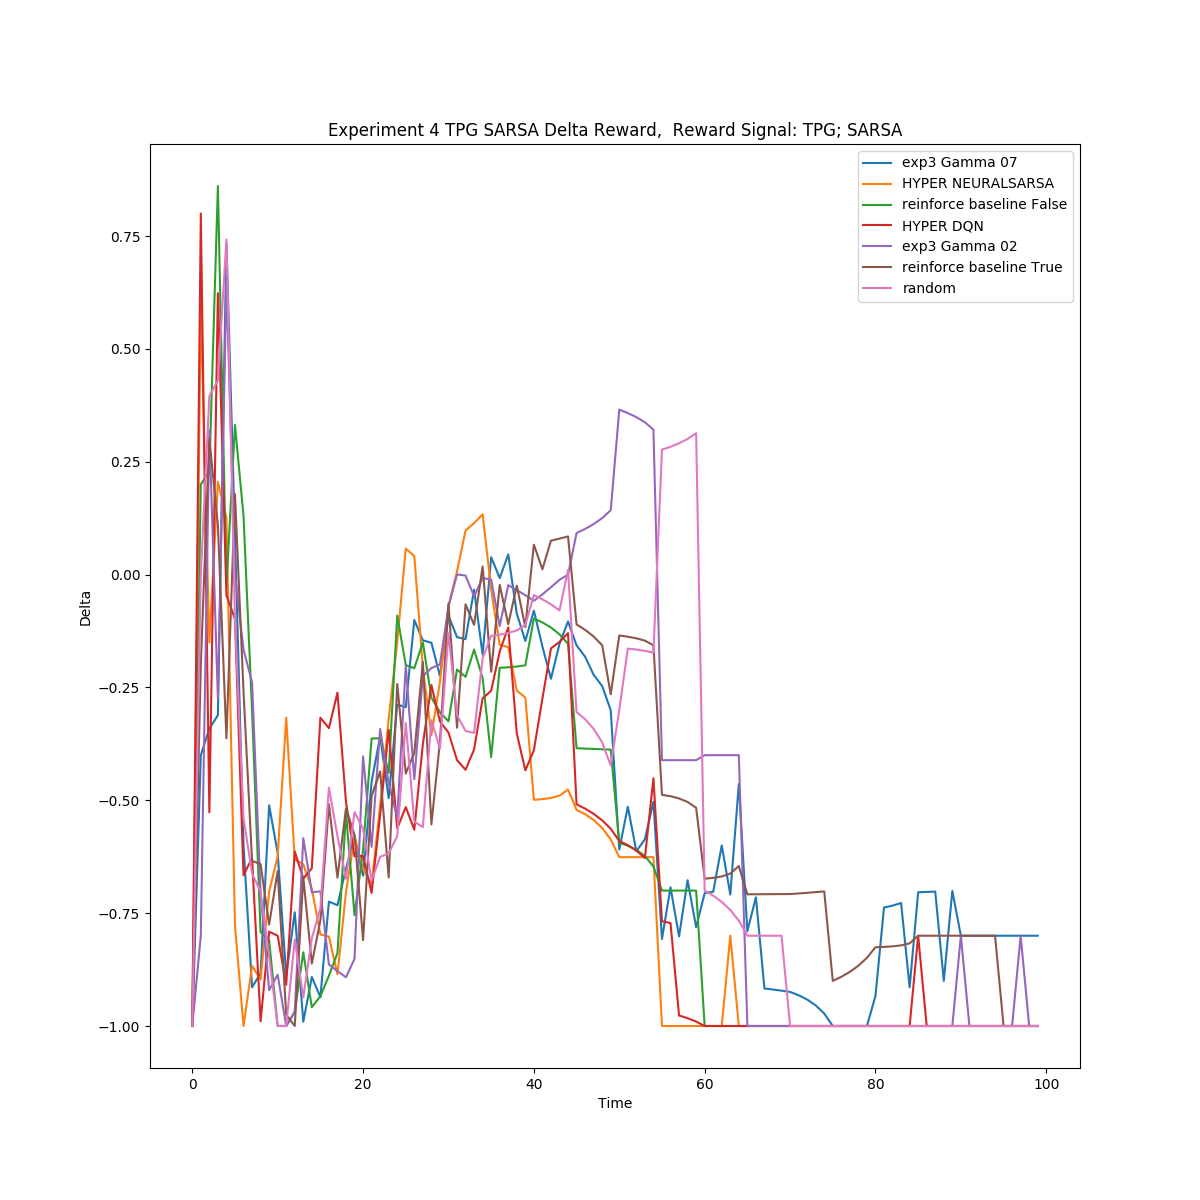 Experiment 4 TPG SARSA Delta Reward,  Reward Signal: TPG; SARSA
exp3 Gamma 07
HYPER NEURALSARSA
reinforce baseline False
HYPER DQN
exp3 Gamma 02
reinforce baseline True
random
0.75
0.50
0.25
0.00
−0.25
−0.50
−0.75
−1.00
Delta
0 20 40 60 80 100
Time